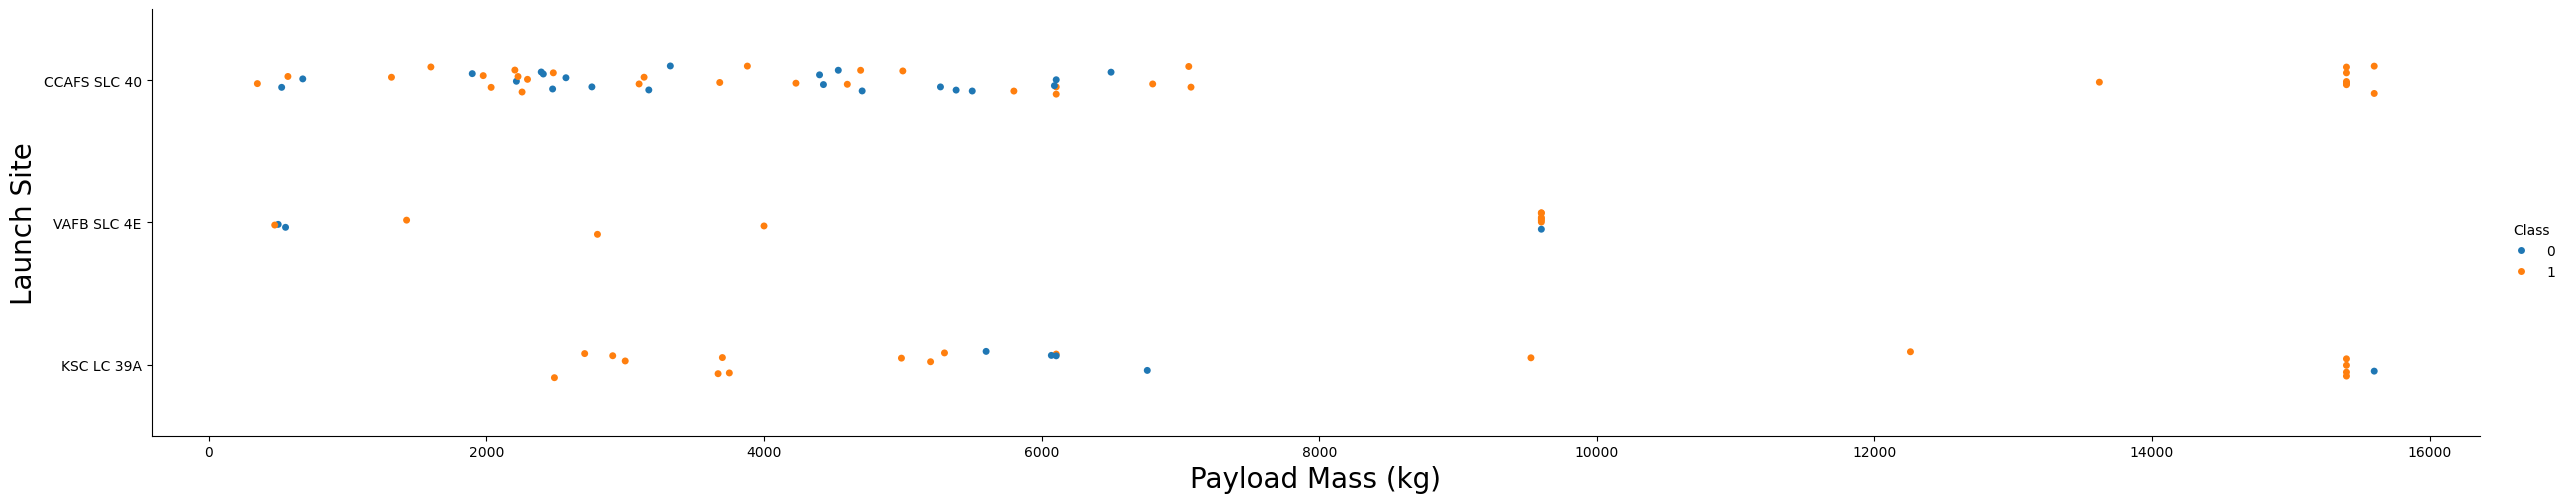 Launch Site
CCAFS SLC 40
VAFB SLC 4E
KSC LC 39A
0 2000 4000 6000 8000 10000 12000 14000 16000
Payload Mass (kg)
Class
0
1